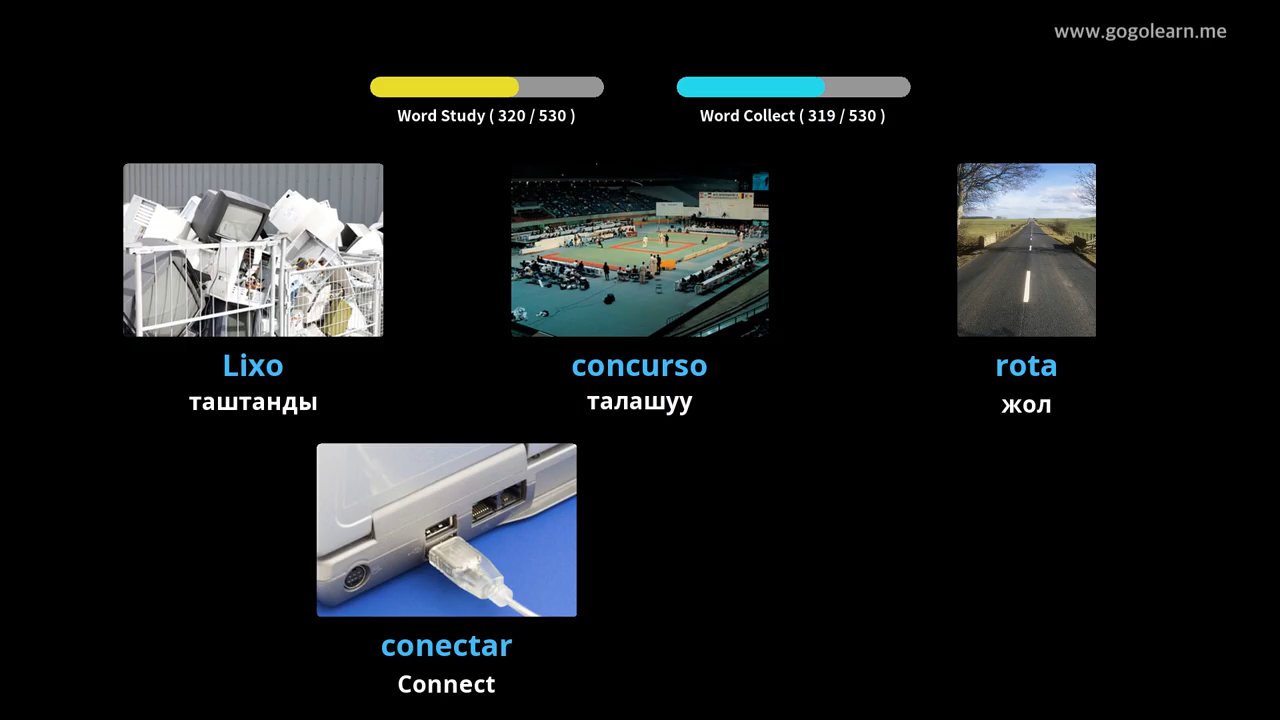 www.gogolearn.me
Word Study ( 320 / 530 )
Word Collect ( 319 / 530 )
Lixo
таштанды
concurso
талашуу
rota
жол
conectar
Connect